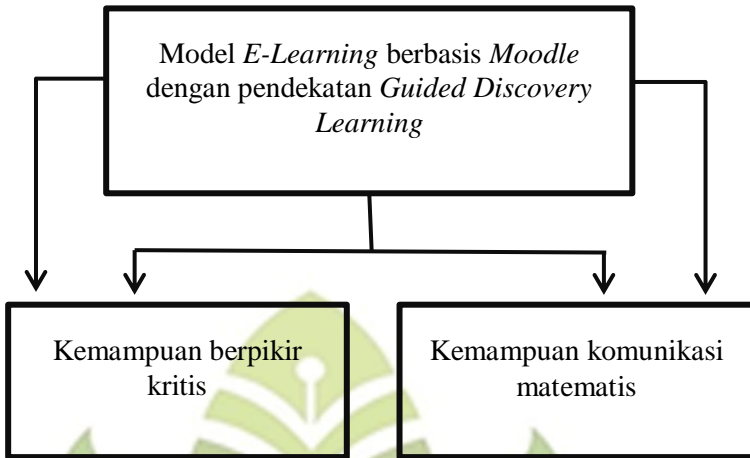 Model E-Learning berbasis Moodle
dengan pendekatan Guided Discovery
Learning
Kemampuan berpikir
kritis
Kemampuan komunikasi
matematis